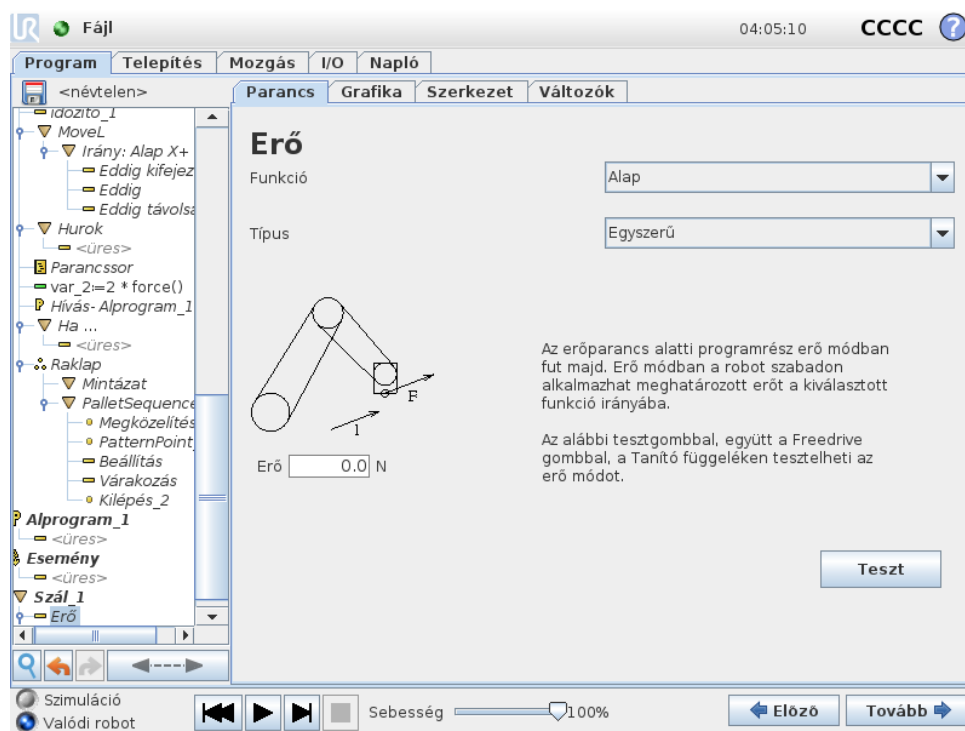 Fájl
04:05:10
CCCC
?
Program
Telepítés
Mozgás
I/O
Napló
<névtelen>
Parancs
Grafika
Szerkezet
Változók
időzítő_1
MoveL
Irány: Alap X+
Eddig kifejez
Eddig
Eddig távolsá
Hurok
<üres>
Parancssor
var_2:=2 * force()
Hívás- Alprogram_1
Ha ...
<üres>
Raklap
Mintázat
PalletSequence
Megközelítés
PatternPoint_
Beállítás
Várakozás
Kilépés_2
Alprogram_1
<üres>
Esemény
<üres>
Szál_1
Erő
Erő
Funkció
Alap
Típus
Egyszerű
F
1
Erő 0.0 N
Az erőparancs alatti programrész erő módban
fut majd. Erő módban a robot szabadon
alkalmazhat meghatározott erőt a kiválasztott
funkció irányába.
Az alábbi tesztgombbal, együtt a Freedrive
gombbal, a Tanító függeléken tesztelheti az
erő módot.
Teszt
Szimuláció
Valódi robot
Sebesség
100%
Előző
Tovább